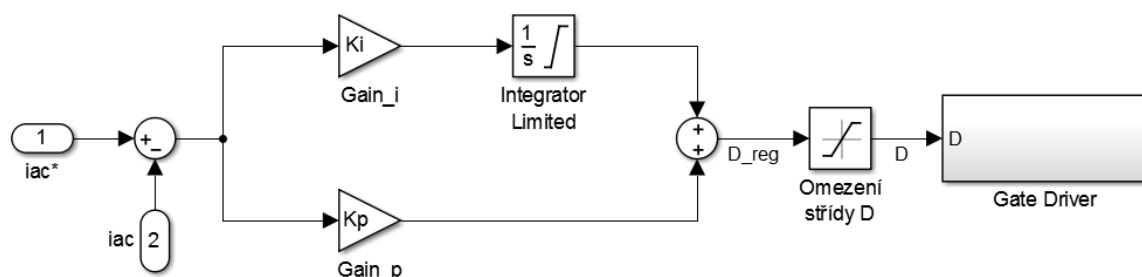 Ki
1
s
Gain_i
Integrator
Limited
1
iac*
+
−
iac
2
Kp
Gain_p
+
+
D_reg
Omezení
střídy D
D
D
Gate Driver